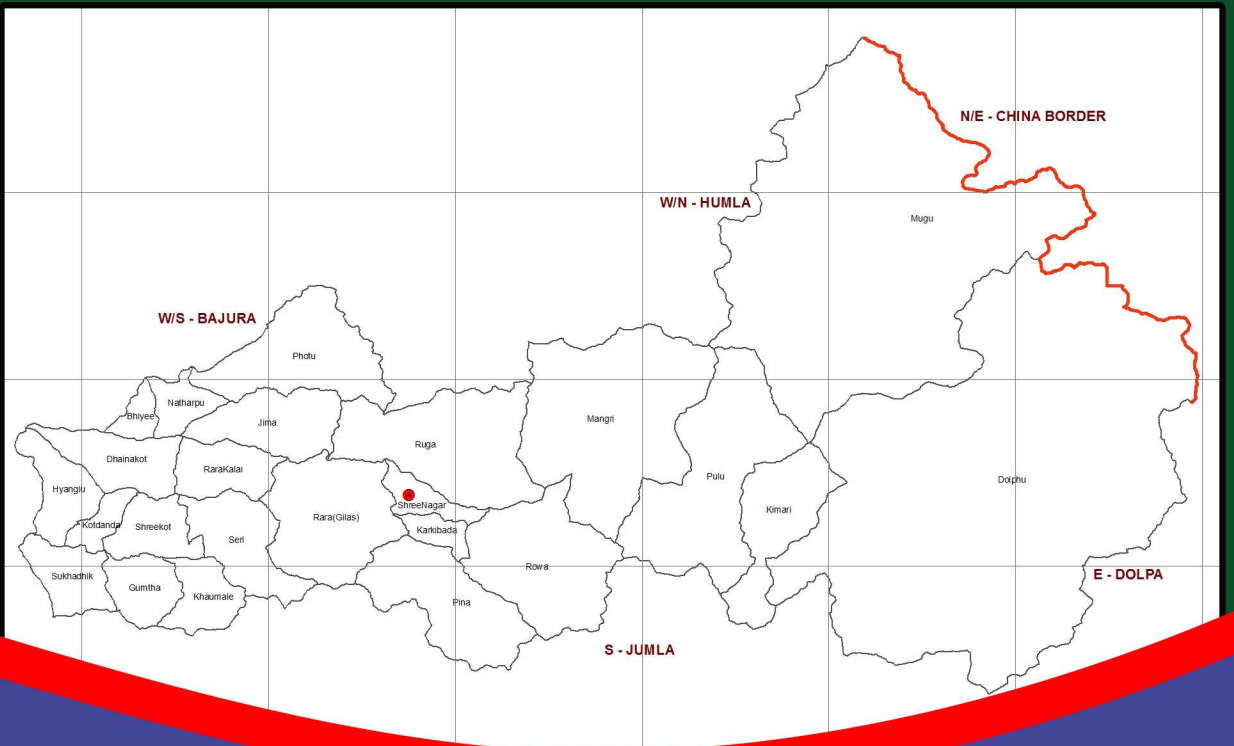 N/E - CHINA BORDER
W/N - HUMLA
Mugu
W/S - BAJURA
Photu
Natharpu
Bhiyee
Jima
Mangri
Ruga
Dhainakot
RaraKalai
Pulu
Dolphu
Hyanglu
ShreeNagar
Kimari
Rara(Gilas)
Kotdanda
Shreekot
Karkibada
Seri
Rowa
Sukhadhik
E - DOLPA
Gumtha
Khaumale
Pina
S - JUMLA